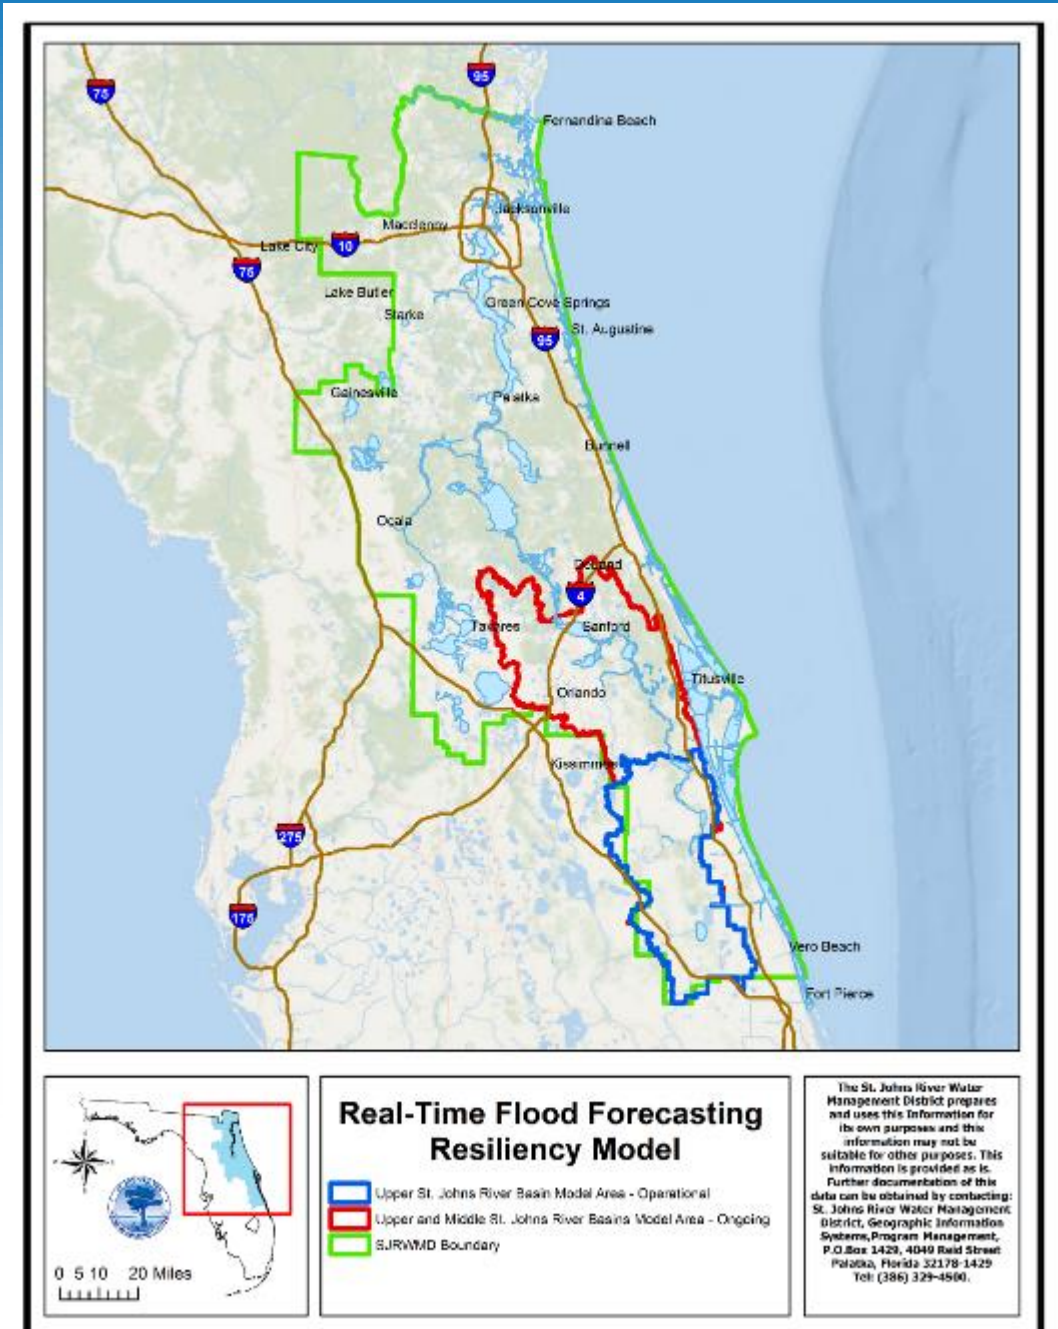 75
95
Fernandina Beach
Jacksonville
Macclenny
Lake City
10
75
Lake Butler
Green Cove Springs
Starke
St. Augustine
95
Gainesville
Palatka
Bunnell
Ocala
Deland
4
Tavares
Sanford
Titusville
Orlando
Kissimmee
275
175
Vero Beach
Fort Pierce
0 5 10 20 Miles
Real-Time Flood Forecasting
Resiliency Model
Upper St. Johns River Basin Model Area - Operational
Upper and Middle St. Johns River Basins Model Area - Ongoing
SJRWMD Boundary
The St. Johns River Water
Management District prepares
and uses this information for
its own purposes and this
information may not be
suitable for other purposes. This
information is provided as is.
Further documentation of this
data can be obtained by contacting:
St. Johns River Water Management
District, Geographic Information
Systems,Program Management,
P.O.Box 1429, 4049 Reid Street
Palatka, Florida 32178-1429
Tel: (386) 329-4500.